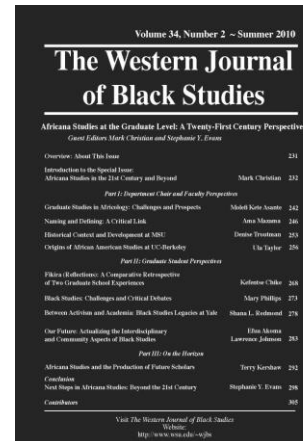 Volume 34, Number 2 ~ Summer 2010
The Western Journal
of Black Studies
Africana Studies at the Graduate Level: A Twenty-First Century Perspective
Guest Editors Mark Christian and Stephanie Y. Evans
Overview: About This Issue 231
Introduction to the Special Issue:
Africana Studies in the 21st Century and Beyond Mark Christian 232
Part I: Department Chair and Faculty Perspectives
Graduate Studies in Africology: Challenges and Prospects Molefi Kete Asante 242
Naming and Defining: A Critical Link Ama Mazama 246
Historical Context and Development at MSU Denise Troutman 253
Origins of African American Studies at UC-Berkeley Ula Taylor 256
Part II: Graduate Student Perspectives
Fikira (Reflections): A Comparative Retrospective
of Two Graduate School Experiences Kefentse Chike 268
Black Studies: Challenges and Critical Debates Mary Phillips 273
Between Activism and Academia: Black Studies Legacies at Yale Shana L. Redmond 278
Our Future: Actualizing the Interdisciplinary Efua Akoma
and Community Aspects of Black Studies Lawrence Johnson 283
Part III: On the Horizon
Africana Studies and the Production of Future Scholars Terry Kershaw 292
Conclusion
Next Steps in Africana Studies: Beyond the 21st Century Stephanie Y. Evans 298
Contributors 305
Visit The Western Journal of Black Studies
Website:
http://www.wsu.edu/~wjbs